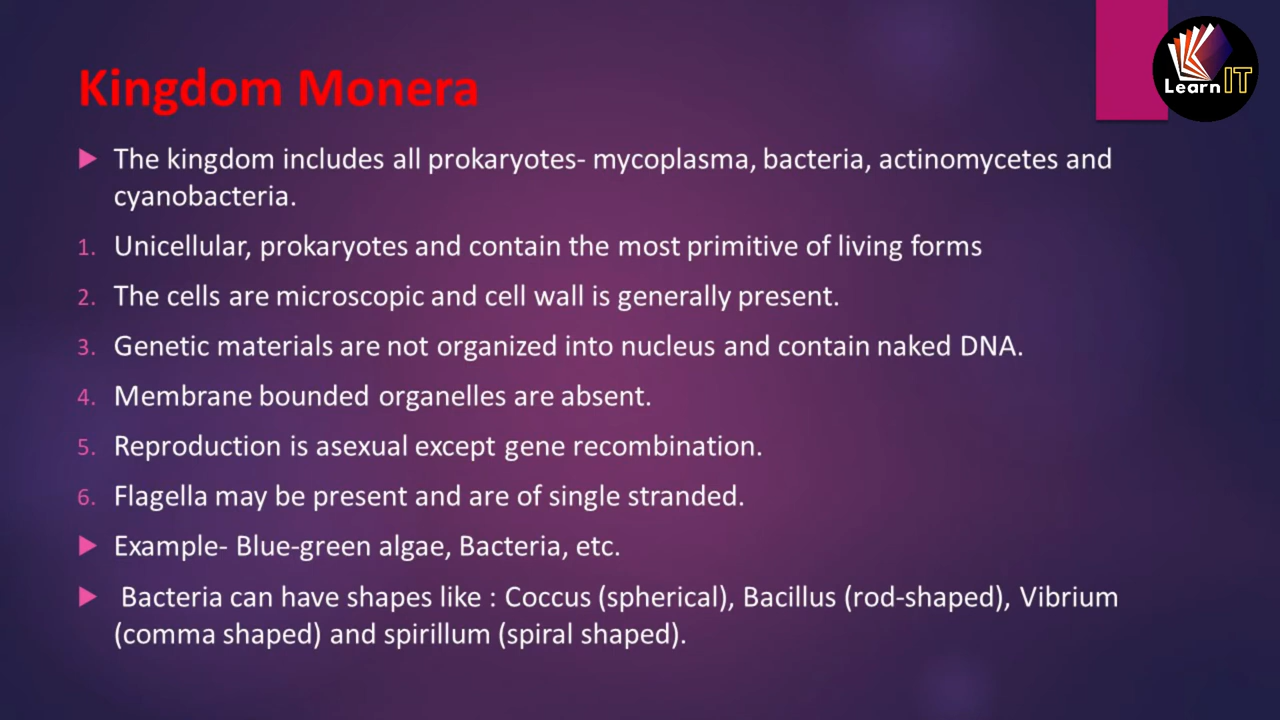 Kingdom Monera
LearnIT
The kingdom includes all prokaryotes- mycoplasma, bacteria, actinomycetes and
cyanobacteria.
1. Unicellular, prokaryotes and contain the most primitive of living forms
2. The cells are microscopic and cell wall is generally present.
3. Genetic materials are not organized into nucleus and contain naked DNA.
4. Membrane bounded organelles are absent.
5. Reproduction is asexual except gene recombination.
6. Flagella may be present and are of single stranded.
Example- Blue-green algae, Bacteria, etc.
Bacteria can have shapes like : Coccus (spherical), Bacillus (rod-shaped), Vibrium
(comma shaped) and spirillum (spiral shaped).